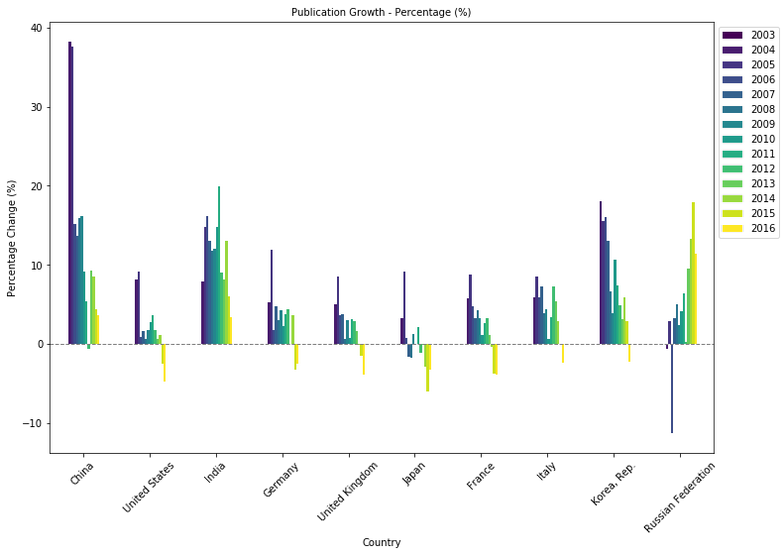 Publication Growth - Percentage (%)
40
30
20
10
0
−10
Percentage Change (%)
China
United States
India
Germany
United Kingdom
Japan
France
Italy
Korea, Rep.
Russian Federation
Country
2003
2004
2005
2006
2007
2008
2009
2010
2011
2012
2013
2014
2015
2016